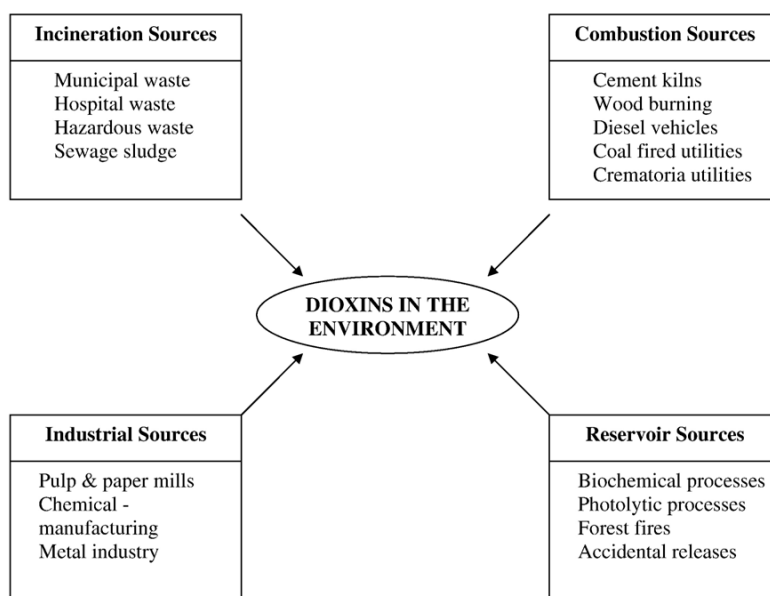 Incineration Sources
Municipal waste
Hospital waste
Hazardous waste
Sewage sludge
Combustion Sources
Cement kilns
Wood burning
Diesel vehicles
Coal fired utilities
Crematoria utilities
DIOXINS IN THE
ENVIRONMENT
Industrial Sources
Pulp & paper mills
Chemical -
manufacturing
Metal industry
Reservoir Sources
Biochemical processes
Photolytic processes
Forest fires
Accidental releases